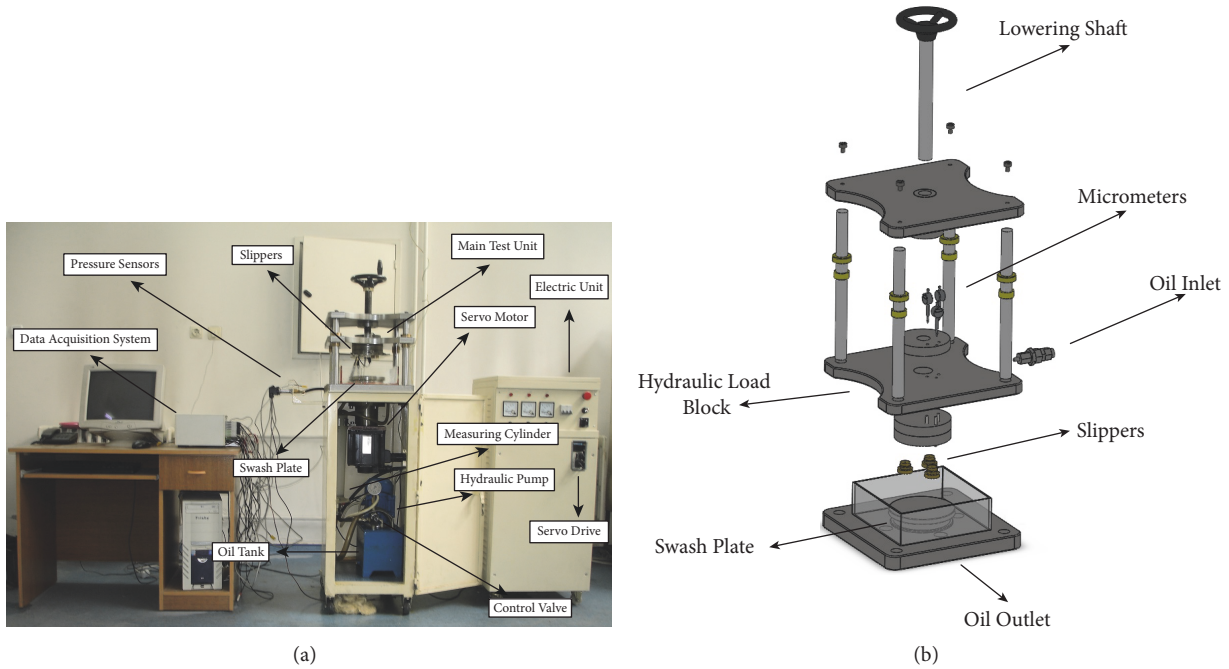 Pressure Sensors
Slippers
Main Test Unit
Electric Unit
Servo Motor
Data Acquisition System
Measuring Cylinder
Swash Plate
Hydraulic Pump
Servo Drive
Oil Tank
Control Valve
(a)
Lowering Shaft
Micrometers
Oil Inlet
Hydraulic Load
Block
Slippers
Swash Plate
Oil Outlet
(b)